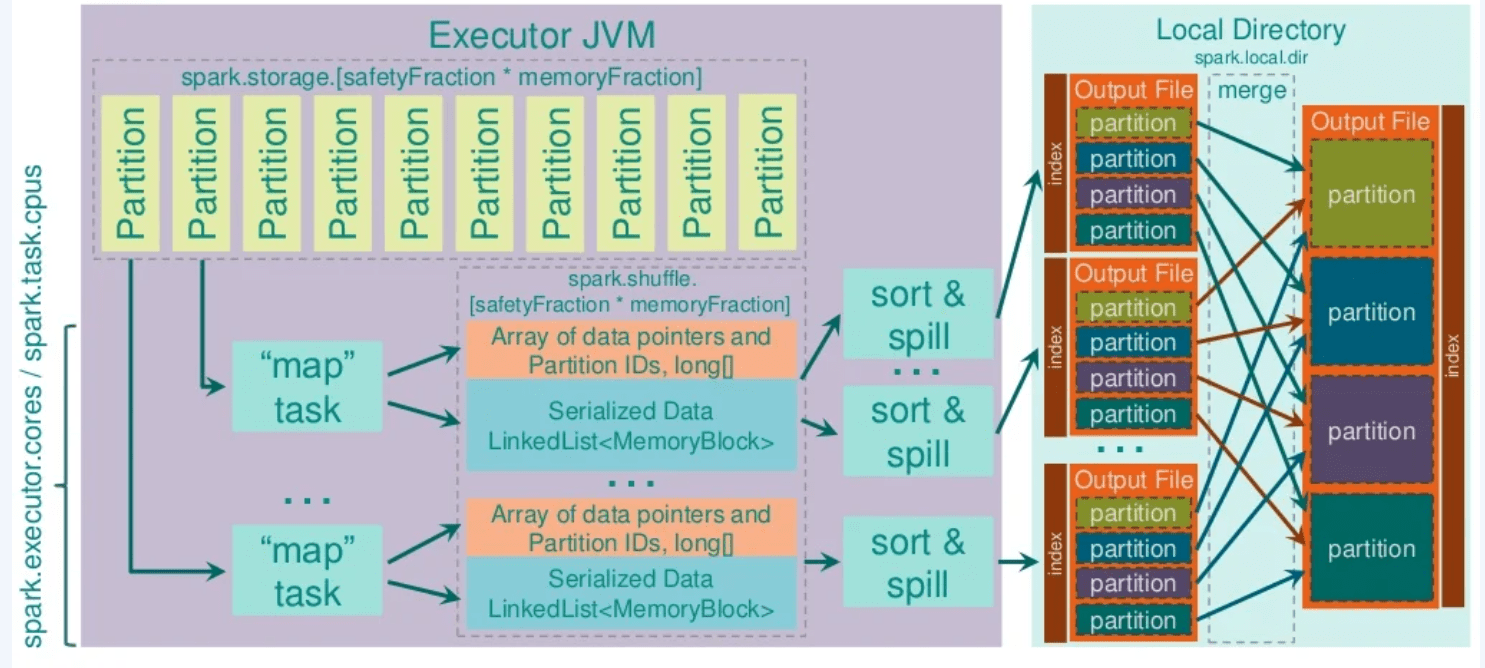 Executor JVM
spark.storage.[safetyFraction * memoryFraction]
Partition
Partition
Partition
Partition
Partition
Partition
Partition
Partition
Partition
Partition
spark.executor.cores / spark.task.cpus
spark.shuffle.
[safetyFraction * memoryFraction]
“map”
task
Array of data pointers and
Partition IDs, long[]
Serialized Data
LinkedList<MemoryBlock>
sort &
spill
...
sort &
spill
...
...
“map”
task
Array of data pointers and
Partition IDs, long[]
Serialized Data
LinkedList<MemoryBlock>
sort &
spill
Local Directory
spark.local.dir
index
Output File
partition
partition
partition
partition
index
Output File
partition
partition
partition
partition
...
index
Output File
partition
partition
partition
partition
merge
Output File
partition
partition
partition
partition
index